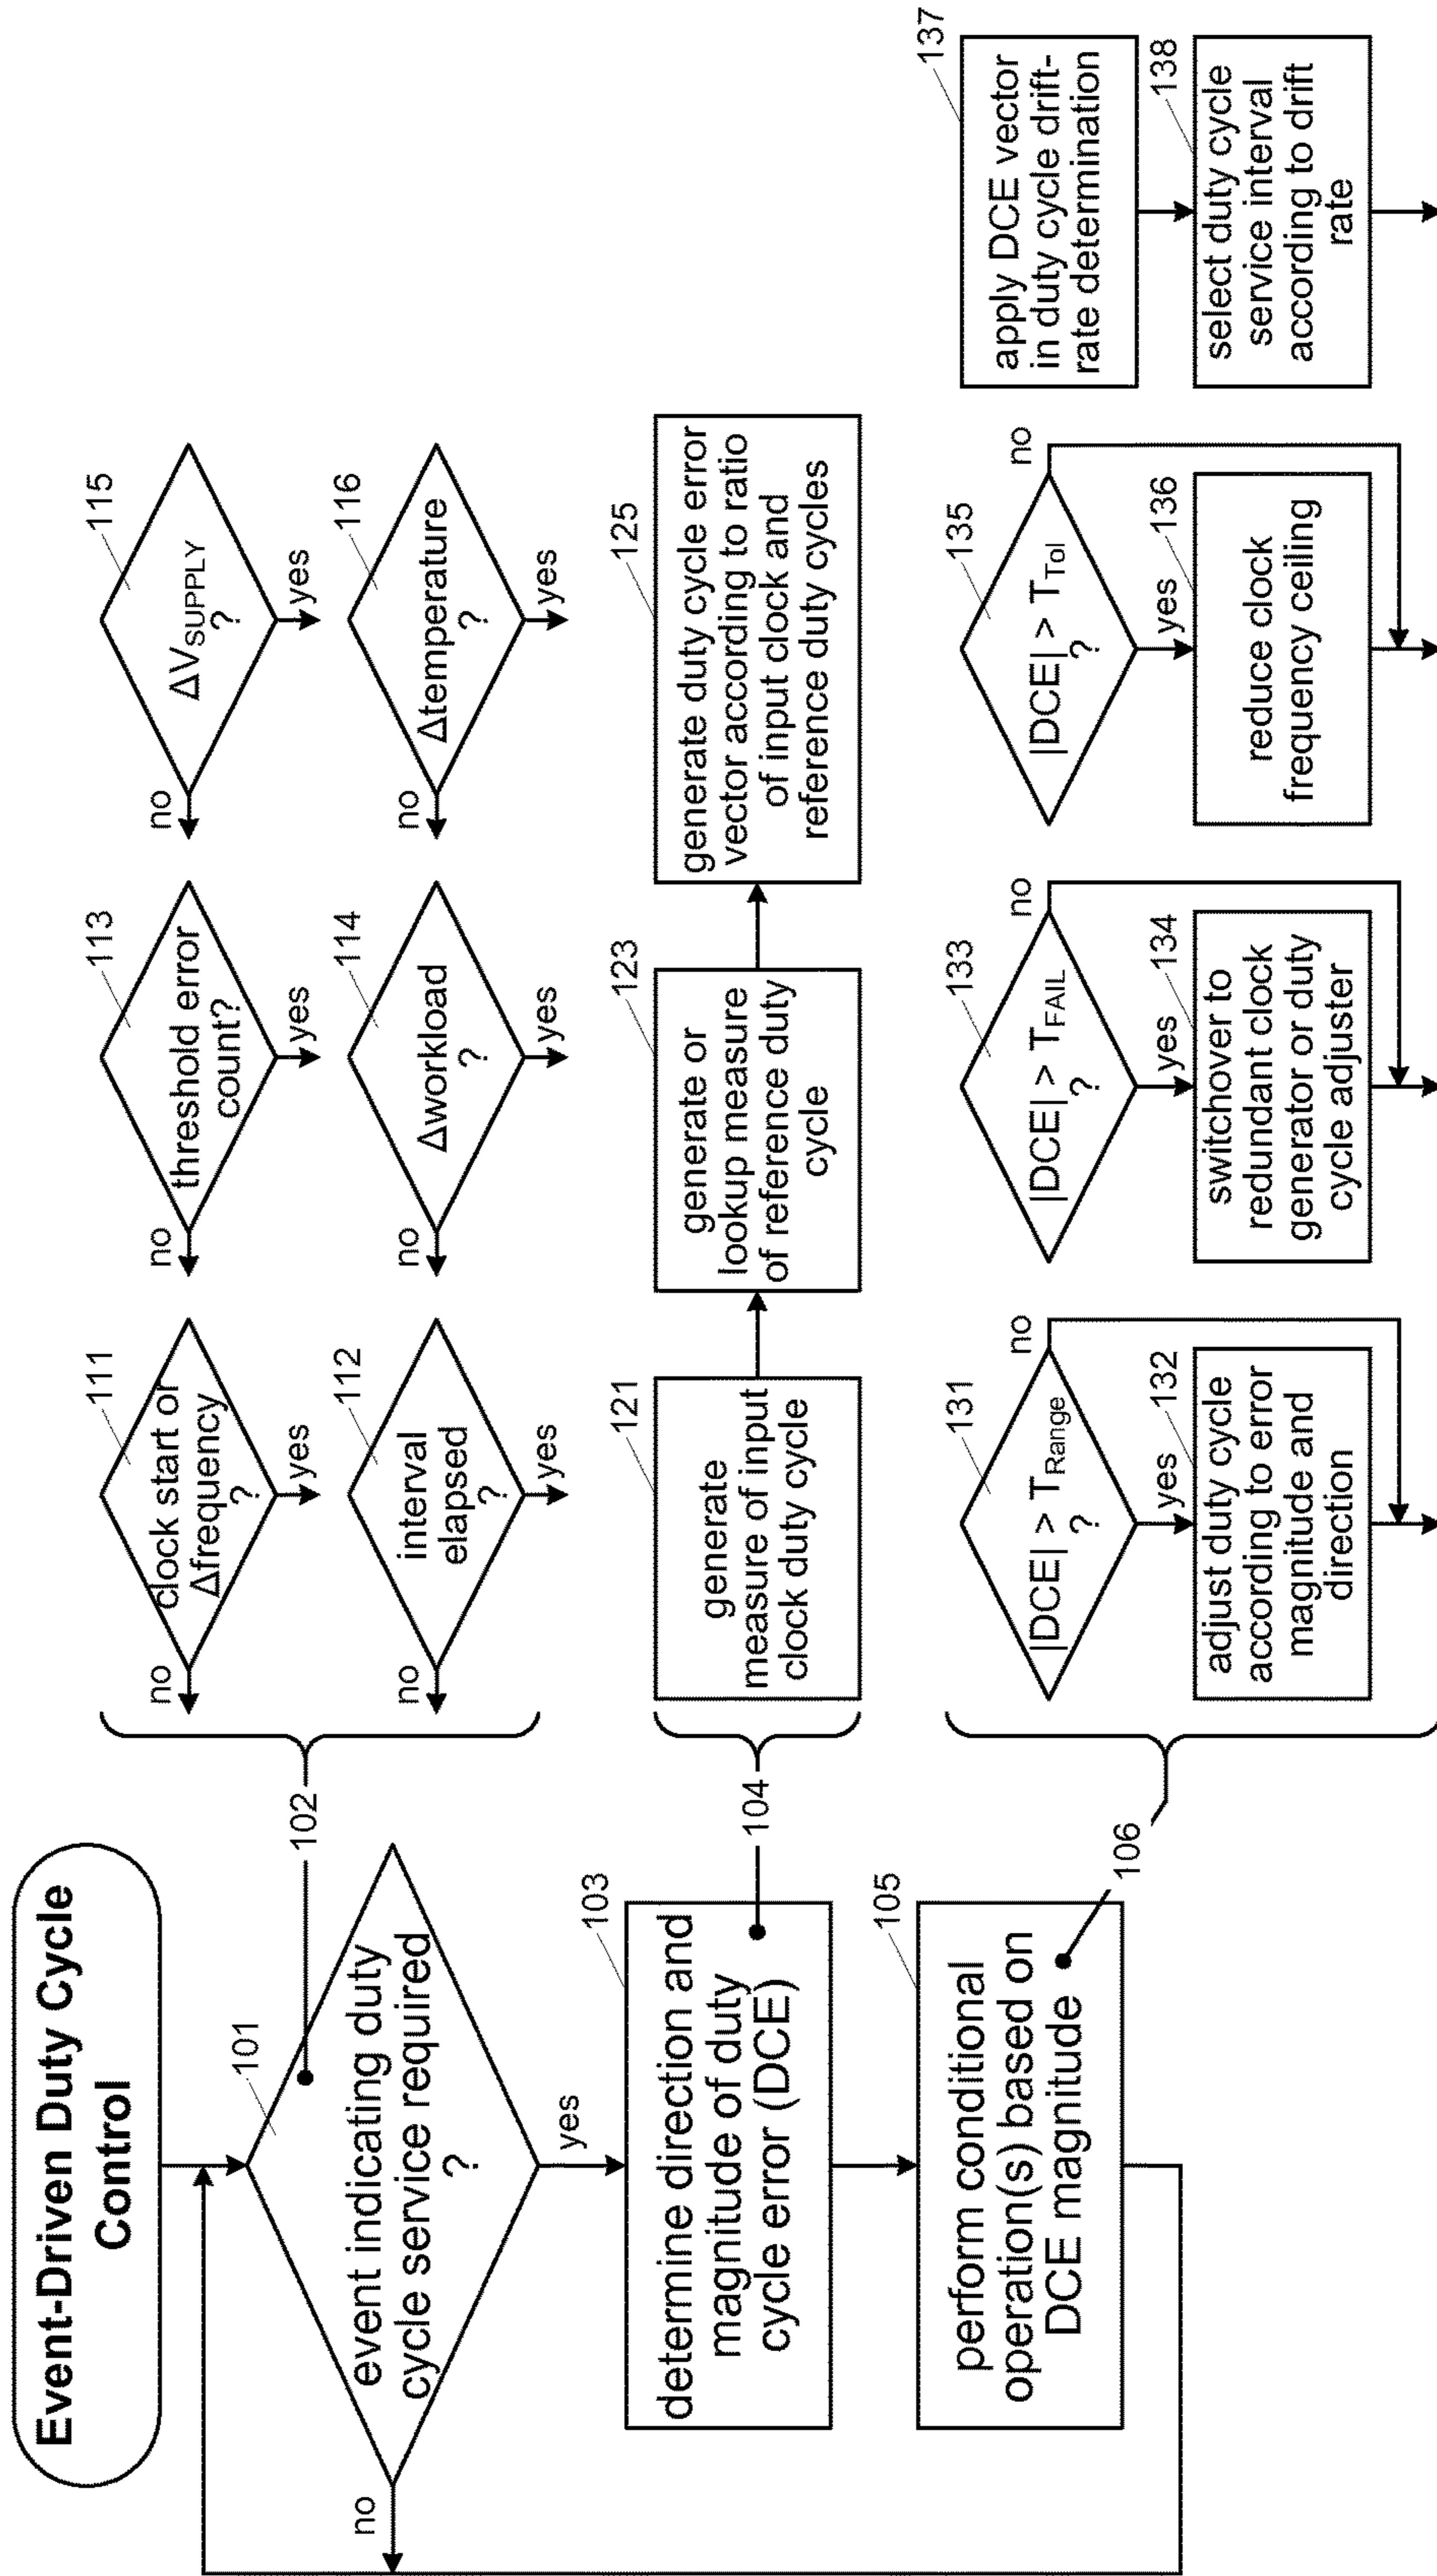 Event-Driven Duty Cycle
Control
101
event indicating duty
cycle service required
?
no
yes
102
103
determine direction and
magnitude of duty
cycle error (DCE)
104
105
perform conditional
operation(s) based on
DCE magnitude
106
111
clock start or
Δfrequency
?
no
yes
113
threshold error
count?
no
yes
115
ΔVSUPPLY
?
no
yes
112
interval
elapsed
?
no
yes
114
Δworkload
?
no
yes
116
Δtemperature
?
no
yes
121
generate
measure of input
clock duty cycle
123
generate or
lookup measure
of reference duty
cycle
125
generate duty cycle error
vector according to ratio
of input clock and
reference duty cycles
131
|DCE| > TRange
?
no
yes
132
adjust duty cycle
according to error
magnitude and
direction
133
|DCE| > TFAIL
?
no
yes
134
switchover to
redundant clock
generator or duty
cycle adjuster
135
|DCE| > TTol
?
no
yes
136
reduce clock
frequency ceiling
137
apply DCE vector
in duty cycle drift-
rate determination
138
select duty cycle
service interval
according to drift
rate